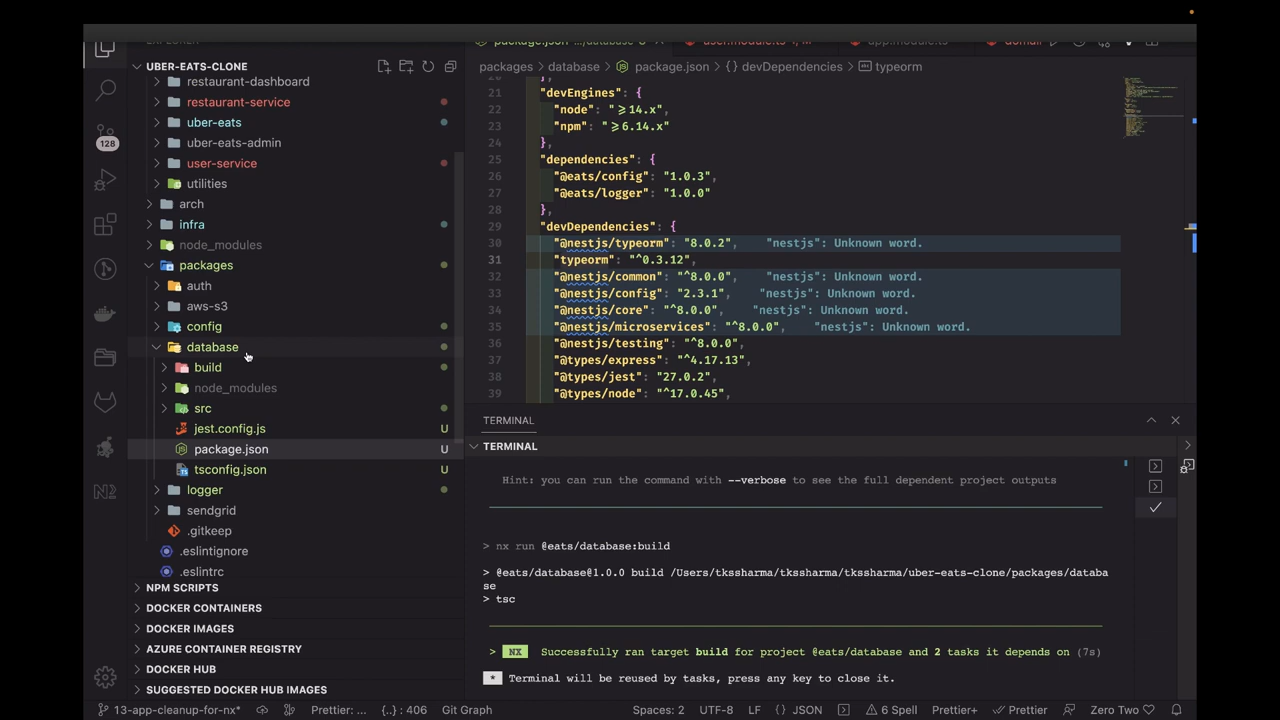 EXPLORER
UBER-EATS-CLONE
restaurant-dashboard
restaurant-service
uber-eats
uber-eats-admin
user-service
utilities
arch
infra
node_modules
packages
auth
aws-s3
config
database
build
node_modules
src
jest.config.js U
package.json U
tsconfig.json U
logger
sendgrid
.gitkeep
.eslintignore
.eslintrc
NPM SCRIPTS
DOCKER CONTAINERS
DOCKER IMAGES
AZURE CONTAINER REGISTRY
DOCKER HUB
SUGGESTED DOCKER HUB IMAGES
128
package.json .../database U
user.module.ts
app.module.ts
domai
packages > database > package.json > {} devDependencies > typeorm
20 },
21 "devEngines": {
22 "node": "≥14.x",
23 "npm": "≥6.14.x"
24 },
25 "dependencies": {
26 "@eats/config": "1.0.3",
27 "@eats/logger": "1.0.0"
28 },
29 "devDependencies": {
30 "@nestjs/typeorm": "8.0.2", "nestjs": Unknown word.
31 "typeorm": "^0.3.12",
32 "@nestjs/common": "^8.0.0", "nestjs": Unknown word.
33 "@nestjs/config": "2.3.1", "nestjs": Unknown word.
34 "@nestjs/core": "^8.0.0", "nestjs": Unknown word.
35 "@nestjs/microservices": "^8.0.0", "nestjs": Unknown word.
36 "@nestjs/testing": "^8.0.0",
37 "@types/express": "^4.17.13",
38 "@types/jest": "27.0.2",
39 "@types/node": "^17.0.45",
TERMINAL
TERMINAL
Hint: you can run the command with --verbose to see the full dependent project outputs
> nx run @eats/database:build
> @eats/database@1.0.0 build /Users/tkssharma/tkssharma/uber-eats-clone/packages/databa
se
> tsc
> NX Successfully ran target build for project @eats/database and 2 tasks it depends on (7s)
* Terminal will be reused by tasks, press any key to close it.
13-app-cleanup-for-nx* Prettier: ... {..} : 406 Git Graph Spaces: 2 UTF-8 LF {} JSON 6 Spell Prettier+ Prettier Zero Two